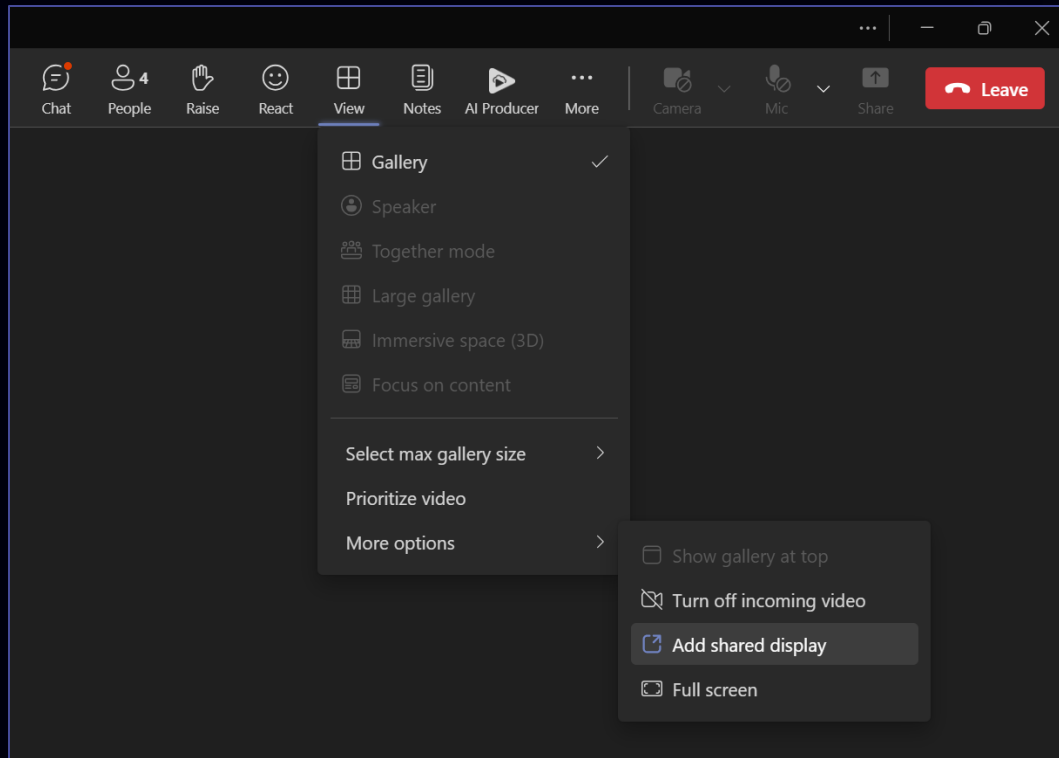 Chat
People 4
Raise
React
View
Notes
AI Producer
More
Camera
Mic
Share
Leave
Gallery
Speaker
Together mode
Large gallery
Immersive space (3D)
Focus on content
Select max gallery size
Prioritize video
More options
Show gallery at top
Turn off incoming video
Add shared display
Full screen